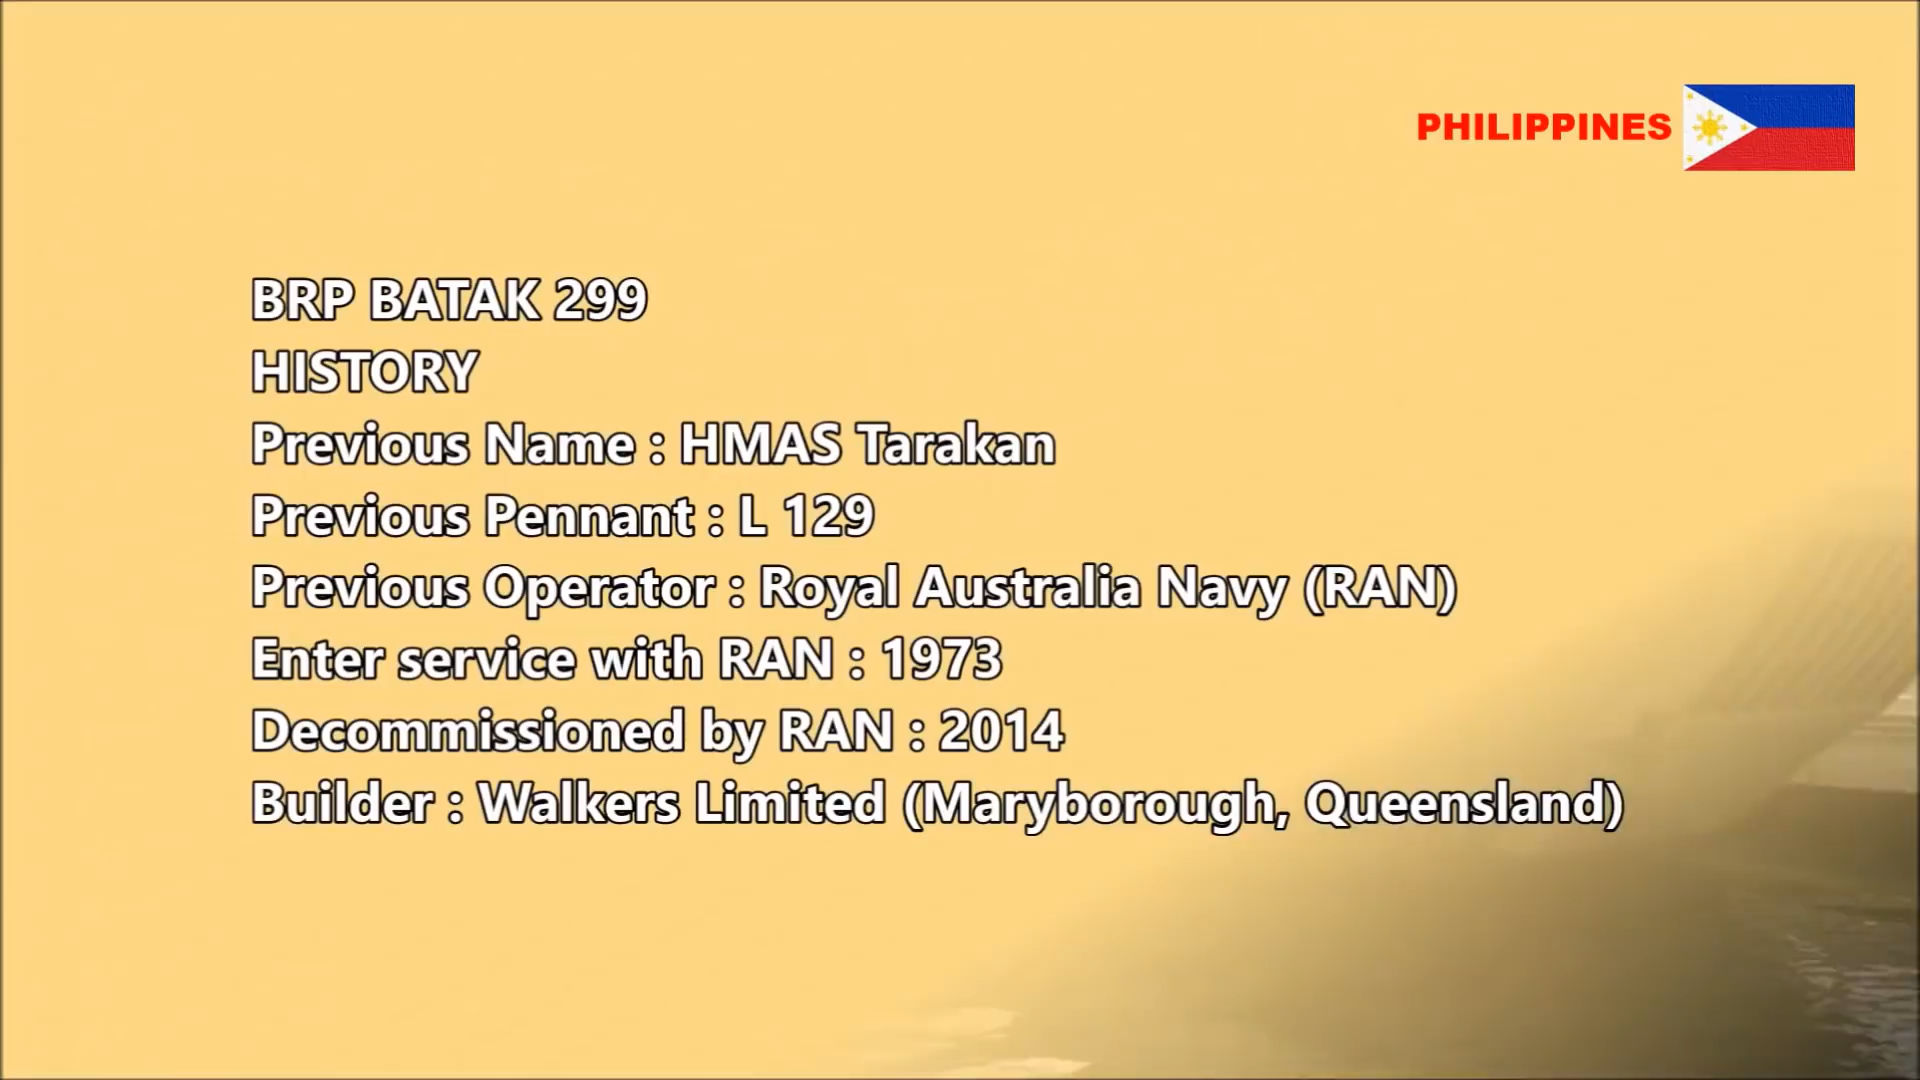 PHILIPPINES
BRP BATAK 299
HISTORY
Previous Name : HMAS Tarakan
Previous Pennant : L 129
Previous Operator : Royal Australia Navy (RAN)
Enter service with RAN : 1973
Decommissioned by RAN : 2014
Builder : Walkers Limited (Maryborough, Queensland)